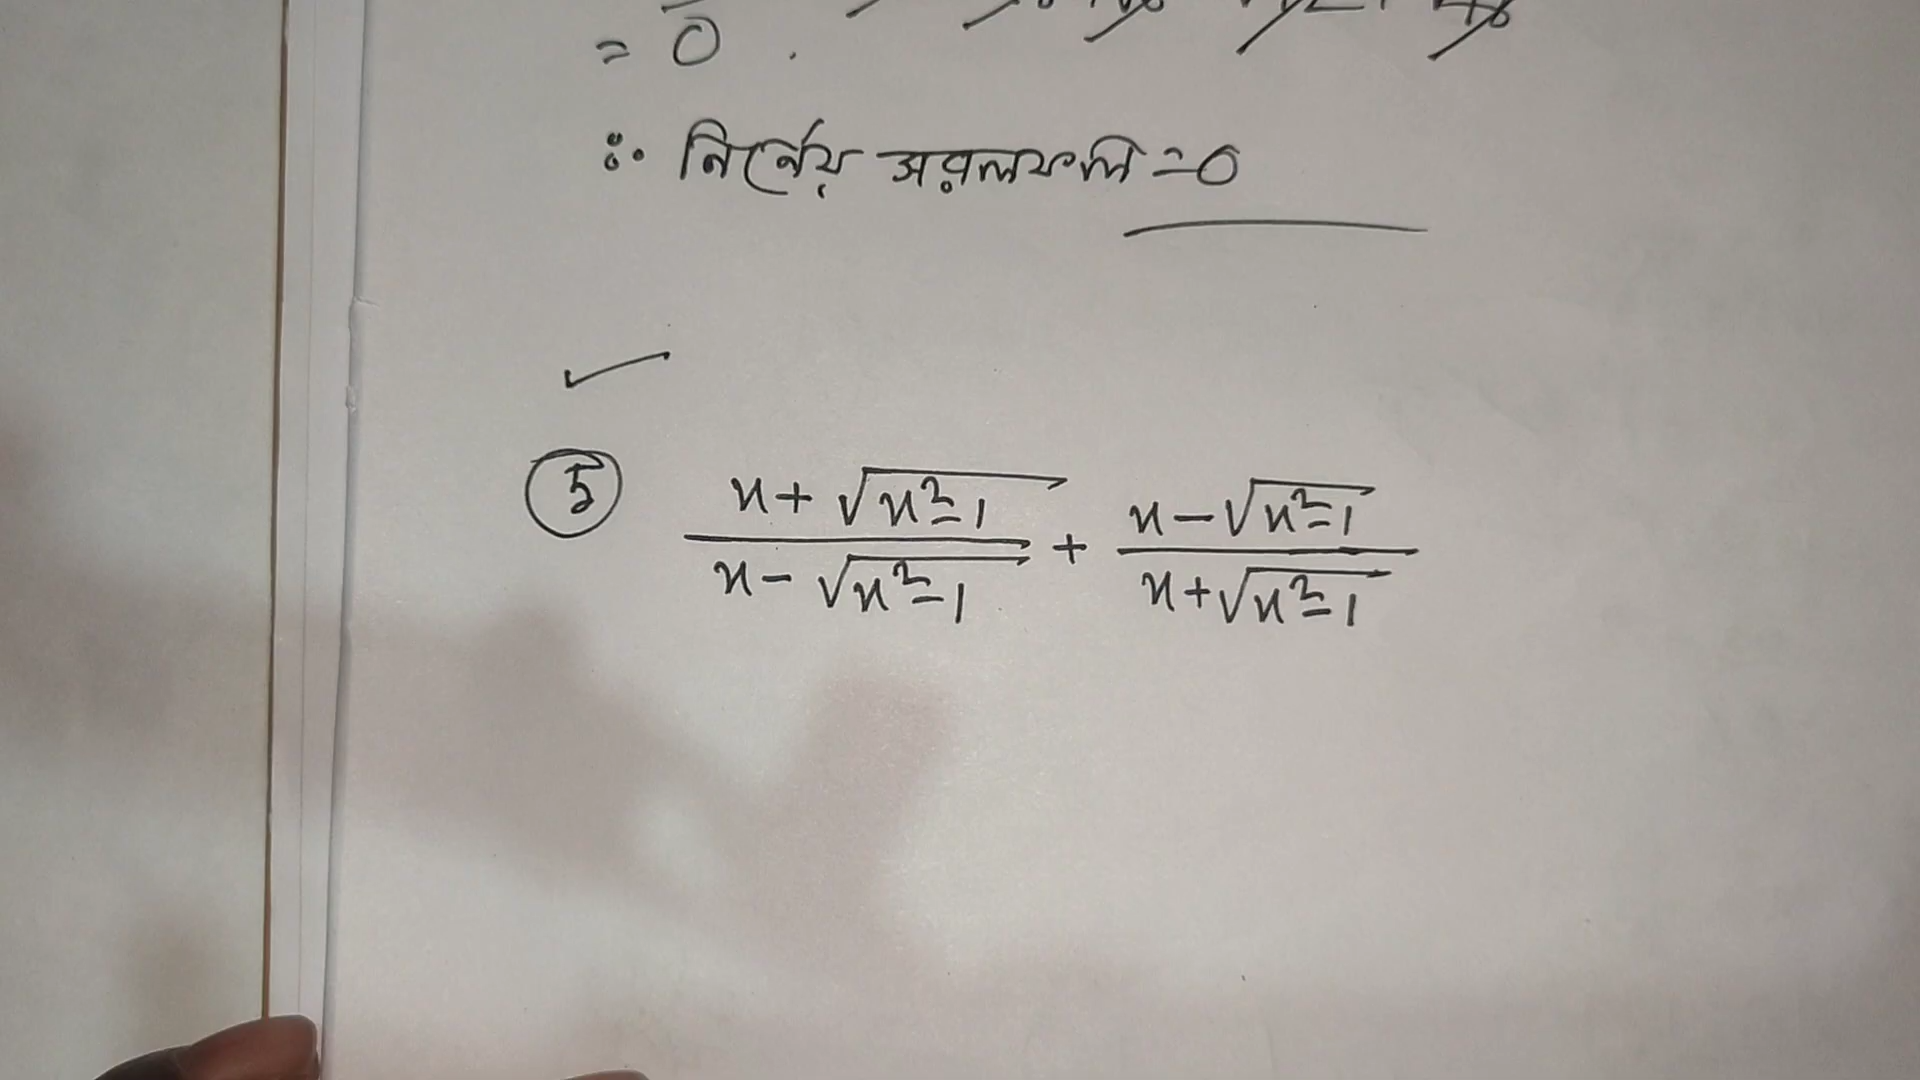 = 0
∴ নির্নেয় সরলফল = 0
⑤ (x + √(x² - 1)) / (x - √(x² - 1)) + (x - √(x² - 1)) / (x + √(x² - 1))